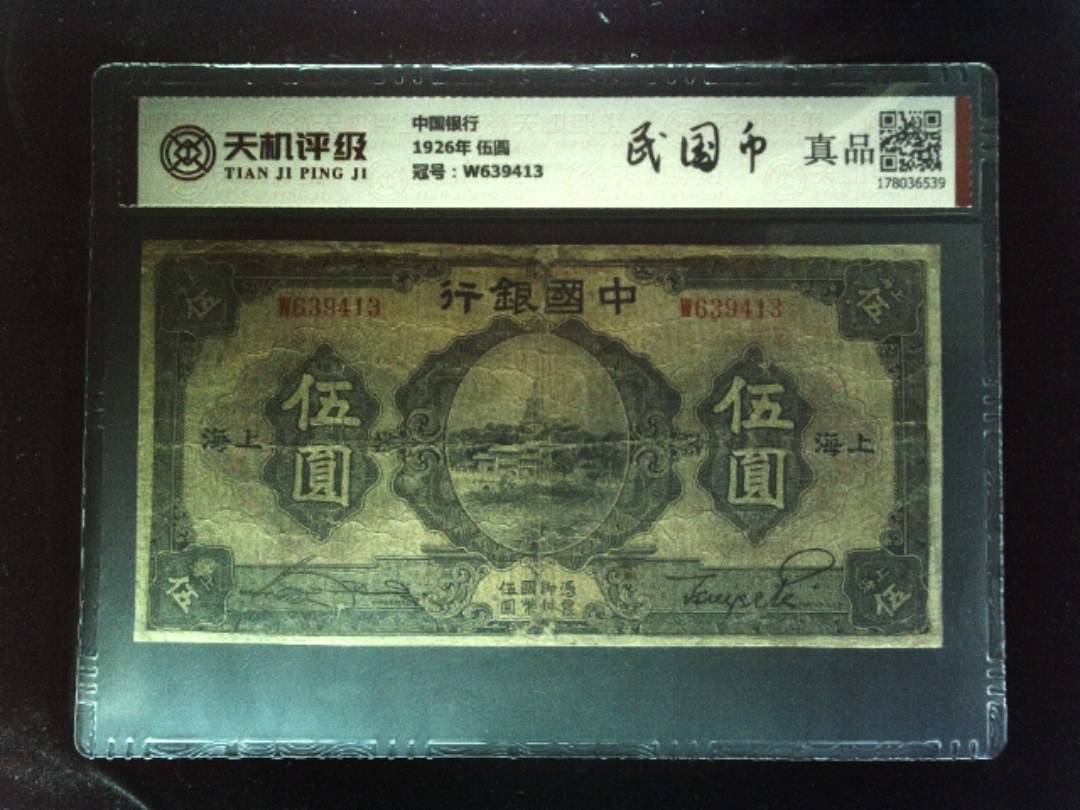 天机评级
TIAN JI PING JI
中国银行
1926年 伍圆
冠号：W639413
民国币
真品
178036539
伍
W639413
行銀國中
W639413
伍
伍圓
伍圓
海上
海上
伍
伍國御憑
圓幣付票
伍